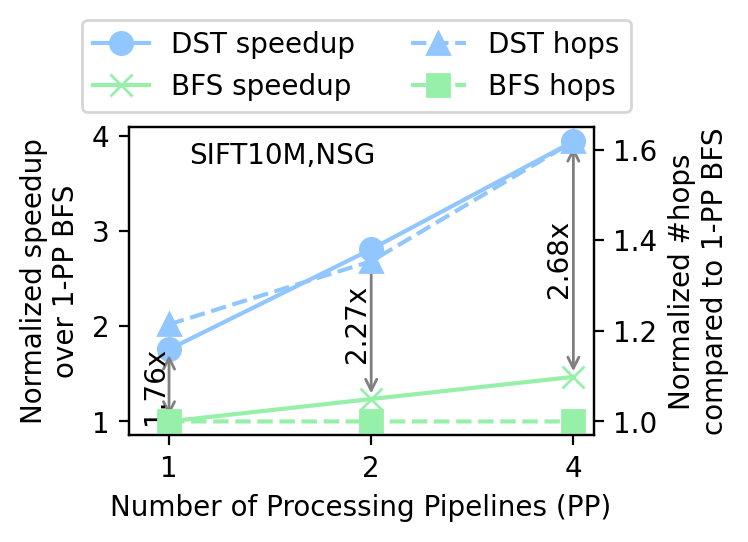 DST speedup
DST hops
BFS speedup
BFS hops
SIFT10M,NSG
4
3
2
1
1.6
1.4
1.2
1.0
1.76x
2.27x
2.68x
1
2
4
Normalized speedup
over 1-PP BFS
Normalized #hops
compared to 1-PP BFS
Number of Processing Pipelines (PP)